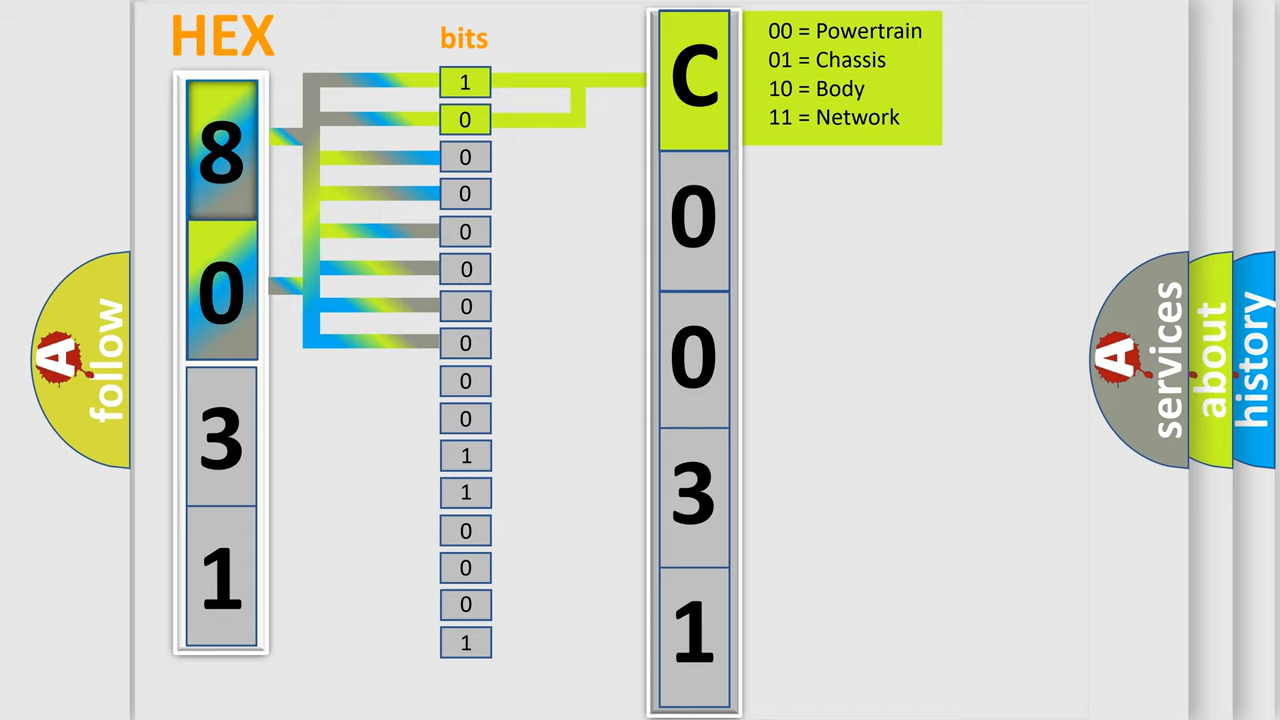 HEX
bits
8
0
3
1
1
0
0
0
0
0
0
0
0
0
1
1
0
0
0
1
C
0
0
3
1
00 = Powertrain
01 = Chassis
10 = Body
11 = Network
A
follow
A
services
about
history